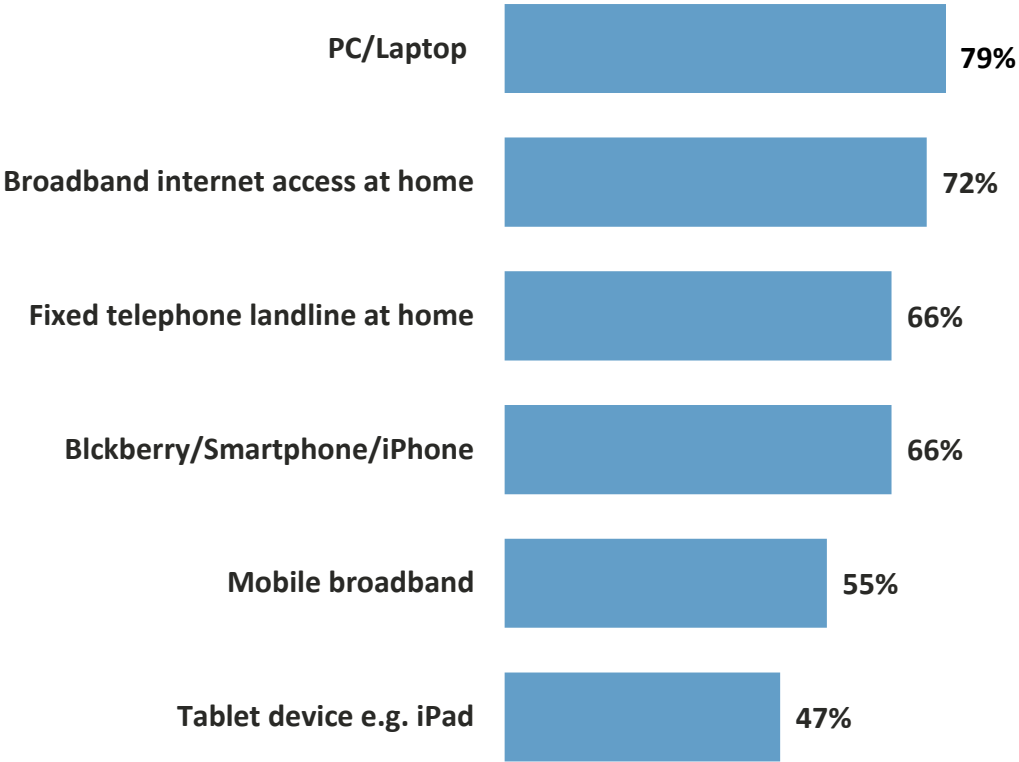 PC/Laptop 79%
Broadband internet access at home 72%
Fixed telephone landline at home 66%
Blckberry/Smartphone/iPhone 66%
Mobile broadband 55%
Tablet device e.g. iPad 47%